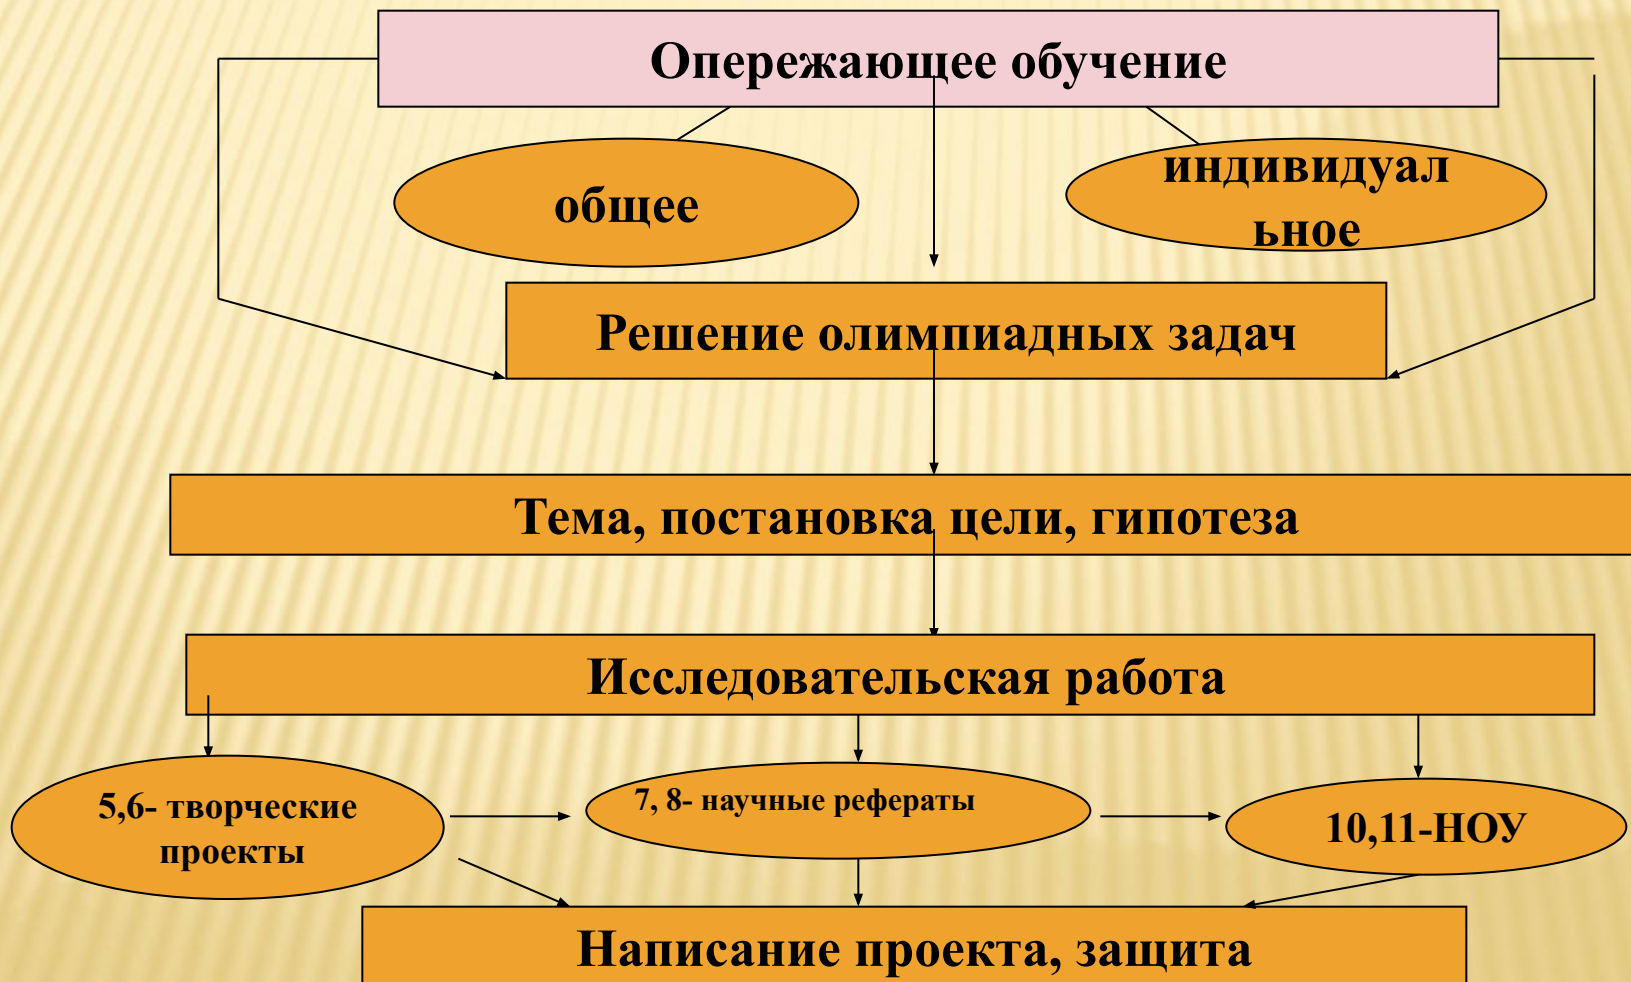 Опережающее обучение
общее
индивидуал
ьное
Решение олимпиадных задач
Тема, постановка цели, гипотеза
Исследовательская работа
5,6- творческие
проекты
7, 8- научные рефераты
10,11-НОУ
Написание проекта, защита